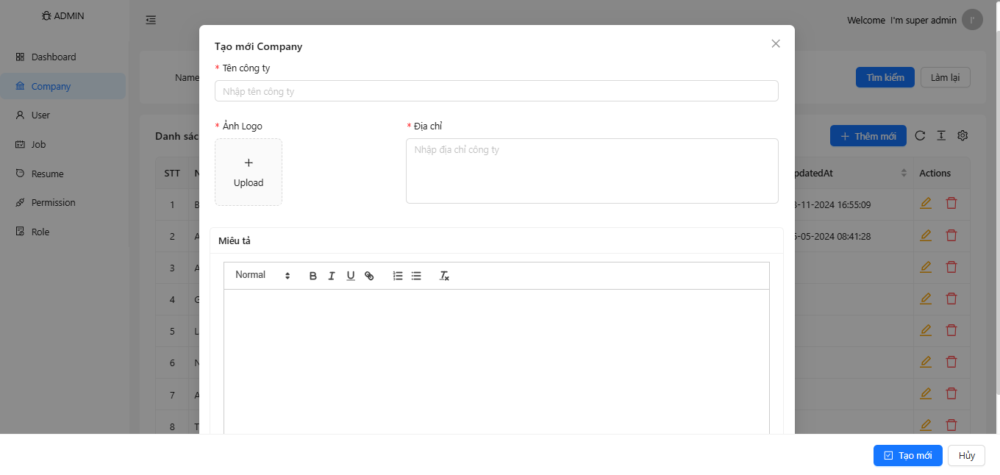 ADMIN
Welcome I'm super admin
I'
Dashboard
Company
User
Job
Resume
Permission
Role
Name
Tìm kiếm
Làm lại
Danh sác
Thêm mới
STT
pdatedAt
Actions
1
-11-2024 16:55:09
2
-05-2024 08:41:28
3
4
5
6
7
8
Tạo mới Company
* Tên công ty
Nhập tên công ty
* Ảnh Logo
* Địa chỉ
Upload
Nhập địa chỉ công ty
Miêu tả
Normal
Tạo mới
Hủy